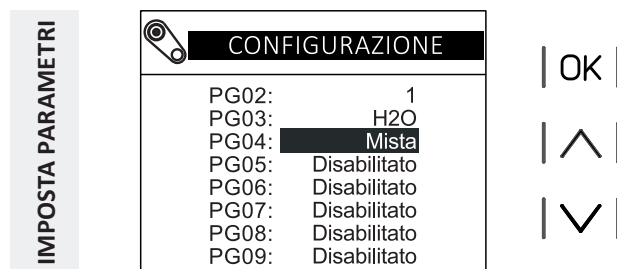 IMPOSTA PARAMETRI
CONFIGURAZIONE
PG02: 1
PG03: H2O
PG04: Mista
PG05: Disabilitato
PG06: Disabilitato
PG07: Disabilitato
PG08: Disabilitato
PG09: Disabilitato
OK